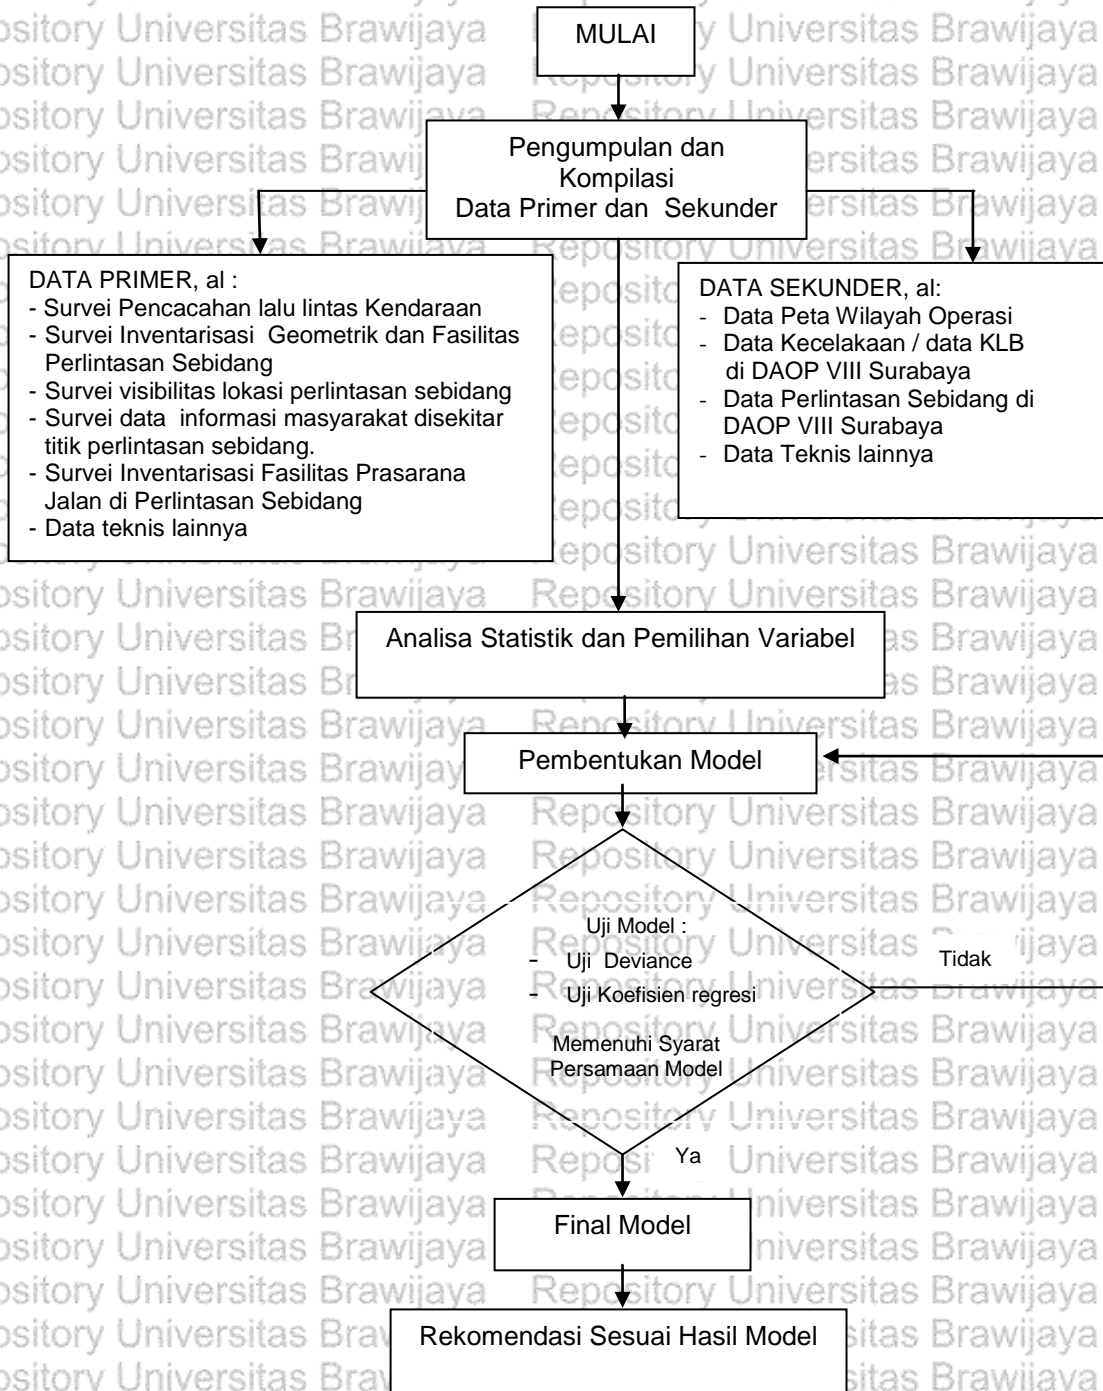 MULAI
Pengumpulan dan
Kompilasi
Data Primer dan Sekunder
DATA PRIMER, al :
- Survei Pencacahan lalu lintas Kendaraan
- Survei Inventarisasi Geometrik dan Fasilitas
Perlintasan Sebidang
- Survei visibilitas lokasi perlintasan sebidang
- Survei data informasi masyarakat disekitar
titik perlintasan sebidang.
- Survei Inventarisasi Fasilitas Prasarana
Jalan di Perlintasan Sebidang
- Data teknis lainnya
DATA SEKUNDER, al:
- Data Peta Wilayah Operasi
- Data Kecelakaan / data KLB
di DAOP VIII Surabaya
- Data Perlintasan Sebidang di
DAOP VIII Surabaya
- Data Teknis lainnya
Analisa Statistik dan Pemilihan Variabel
Pembentukan Model
Uji Model :
- Uji Deviance
- Uji Koefisien regresi
Memenuhi Syarat
Persamaan Model
Tidak
Ya
Final Model
Rekomendasi Sesuai Hasil Model
Repository Universitas Brawijaya